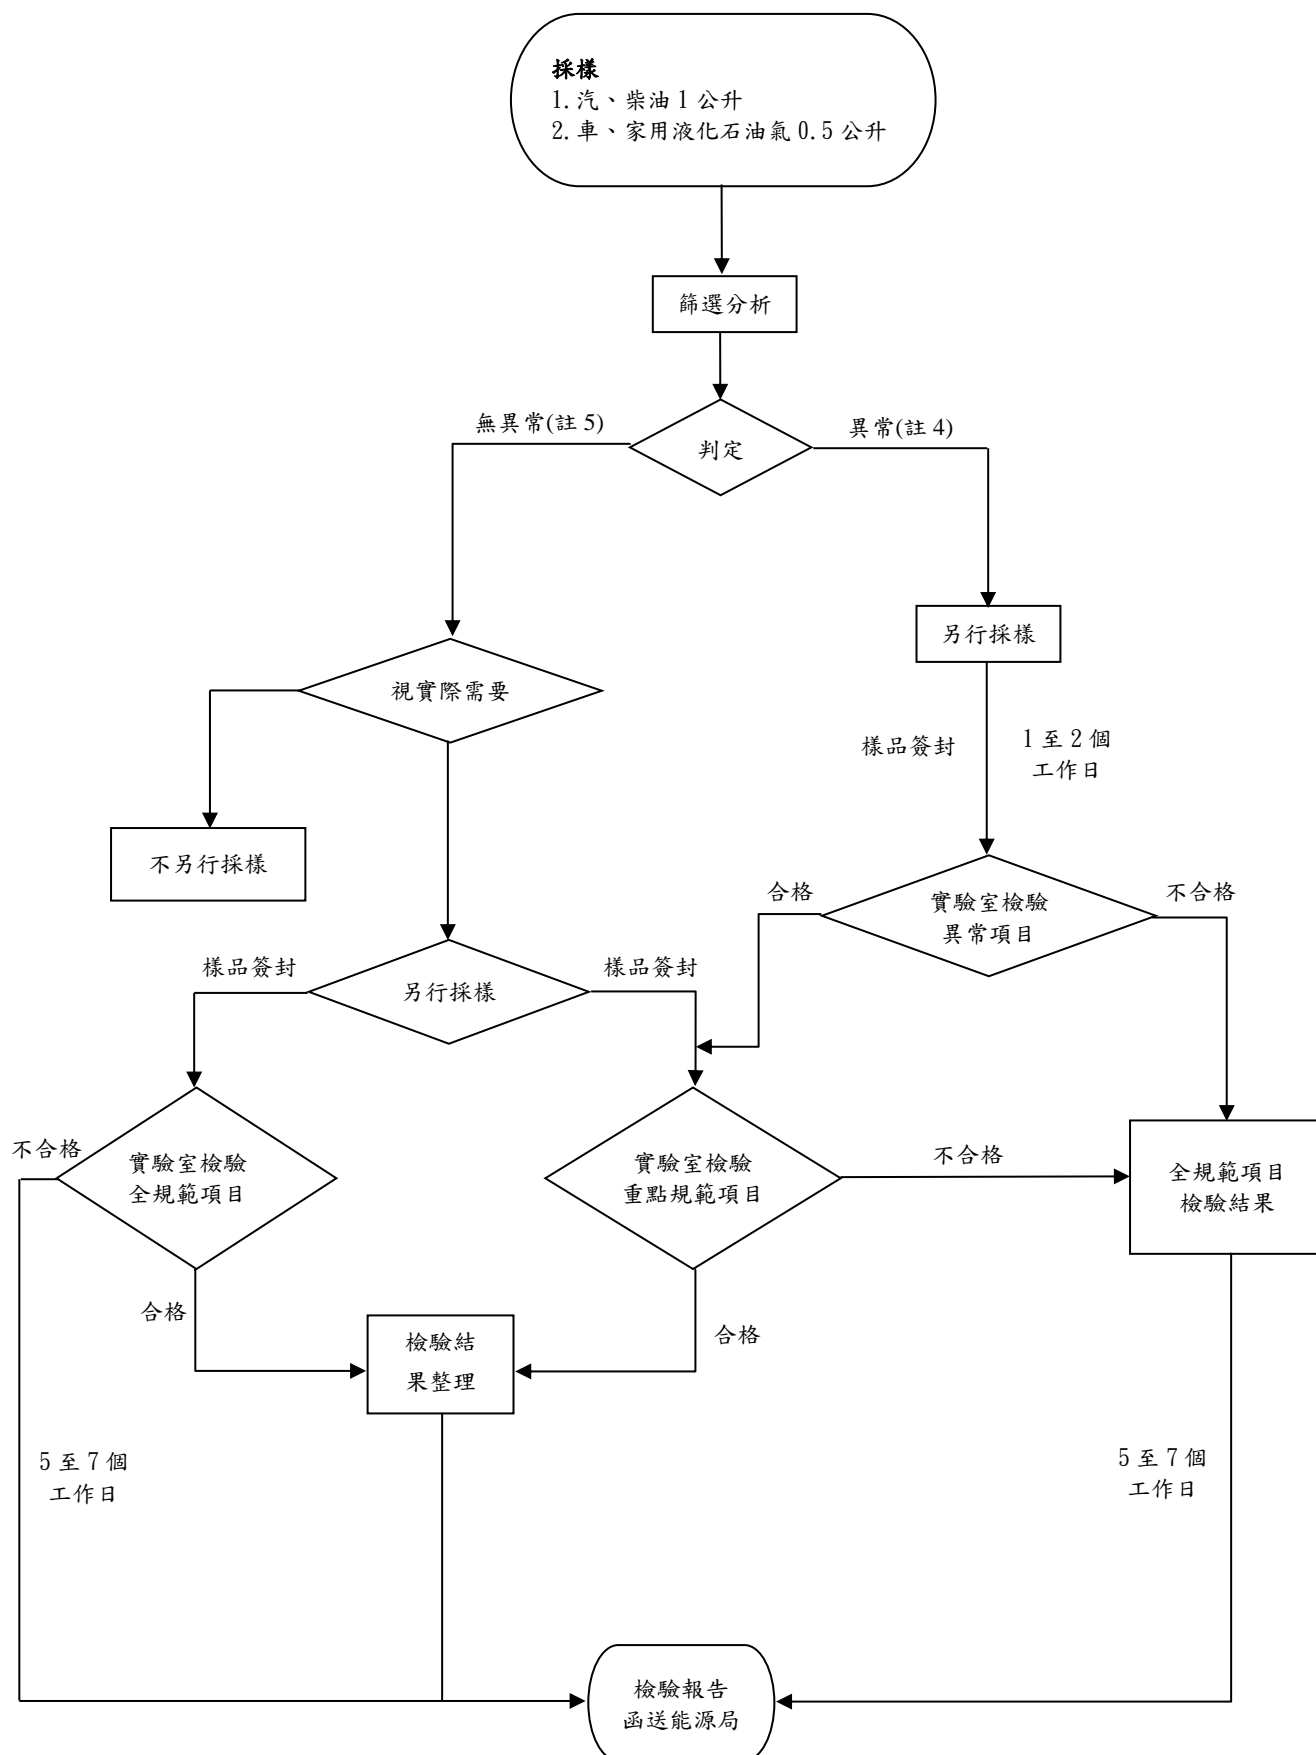 採樣
1.汽、柴油 1 公升
2.車、家用液化石油氣 0.5 公升
篩選分析
無異常(註 5)
判定
異常(註 4)
另行採樣
視實際需要
樣品簽封
1 至 2 個
工作日
不另行採樣
合格
實驗室檢驗
異常項目
不合格
樣品簽封
另行採樣
樣品簽封
不合格
實驗室檢驗
全規範項目
實驗室檢驗
重點規範項目
不合格
全規範項目
檢驗結果
合格
檢驗結
果整理
合格
5 至 7 個
工作日
5 至 7 個
工作日
檢驗報告
函送能源局